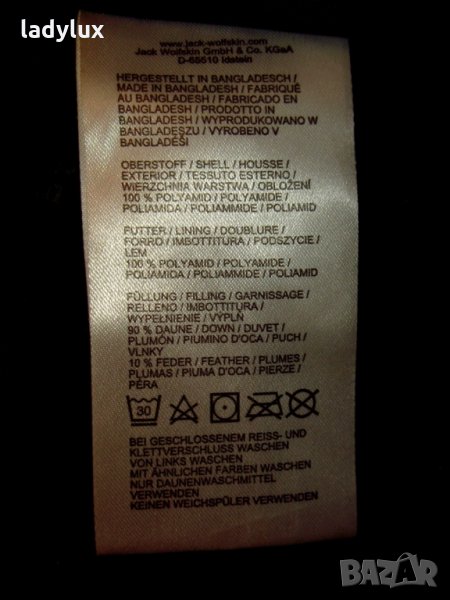 ladylux
www.jack-wolfskin.com
Jack Wolfskin GmbH & Co. KGaA
D-65510 Idstein
HERGESTELLT IN BANGLADESCH /
MADE IN BANGLADESH / FABRIQUÉ
AU BANGLADESH / FABRICADO EN
BANGLADESH / PRODOTTO IN
BANGLADESH / WYPRODUKOWANO W
BANGLADESZU / VYROBENO V
BANGLADÉŠI
OBERSTOFF / SHELL / HOUSSE /
EXTERIOR / TESSUTO ESTERNO /
WIERZCHNIA WARSTWA / OBLOŽENÍ
100 % POLYAMID / POLYAMIDE /
POLIAMIDA / POLIAMMIDE / POLIAMID
FUTTER / LINING / DOUBLURE /
FORRO / IMBOTTITURA / PODSZYCIE /
LEM
100 % POLYAMID / POLYAMIDE /
POLIAMIDA / POLIAMMIDE / POLIAMID
FÜLLUNG / FILLING / GARNISSAGE /
RELLENO / IMBOTTITURA /
WYPEŁNIENIE / VÝPLŇ
90 % DAUNE / DOWN / DUVET /
PLUMÓN / PIUMINO D'OCA / PUCH /
VLNKY
10 % FEDER / FEATHER / PLUMES /
PLUMAS / PIUMA D'OCA / PIERZE /
PÉRA
30
BEI GESCHLOSSENEM REISS- UND
KLETTVERSCHLUSS WASCHEN
VON LINKS WASCHEN
MIT ÄHNLICHEN FARBEN WASCHEN
NUR DAUNENWASCHMITTEL
VERWENDEN
KEINEN WEICHSPÜLER VERWENDEN
BAZAR